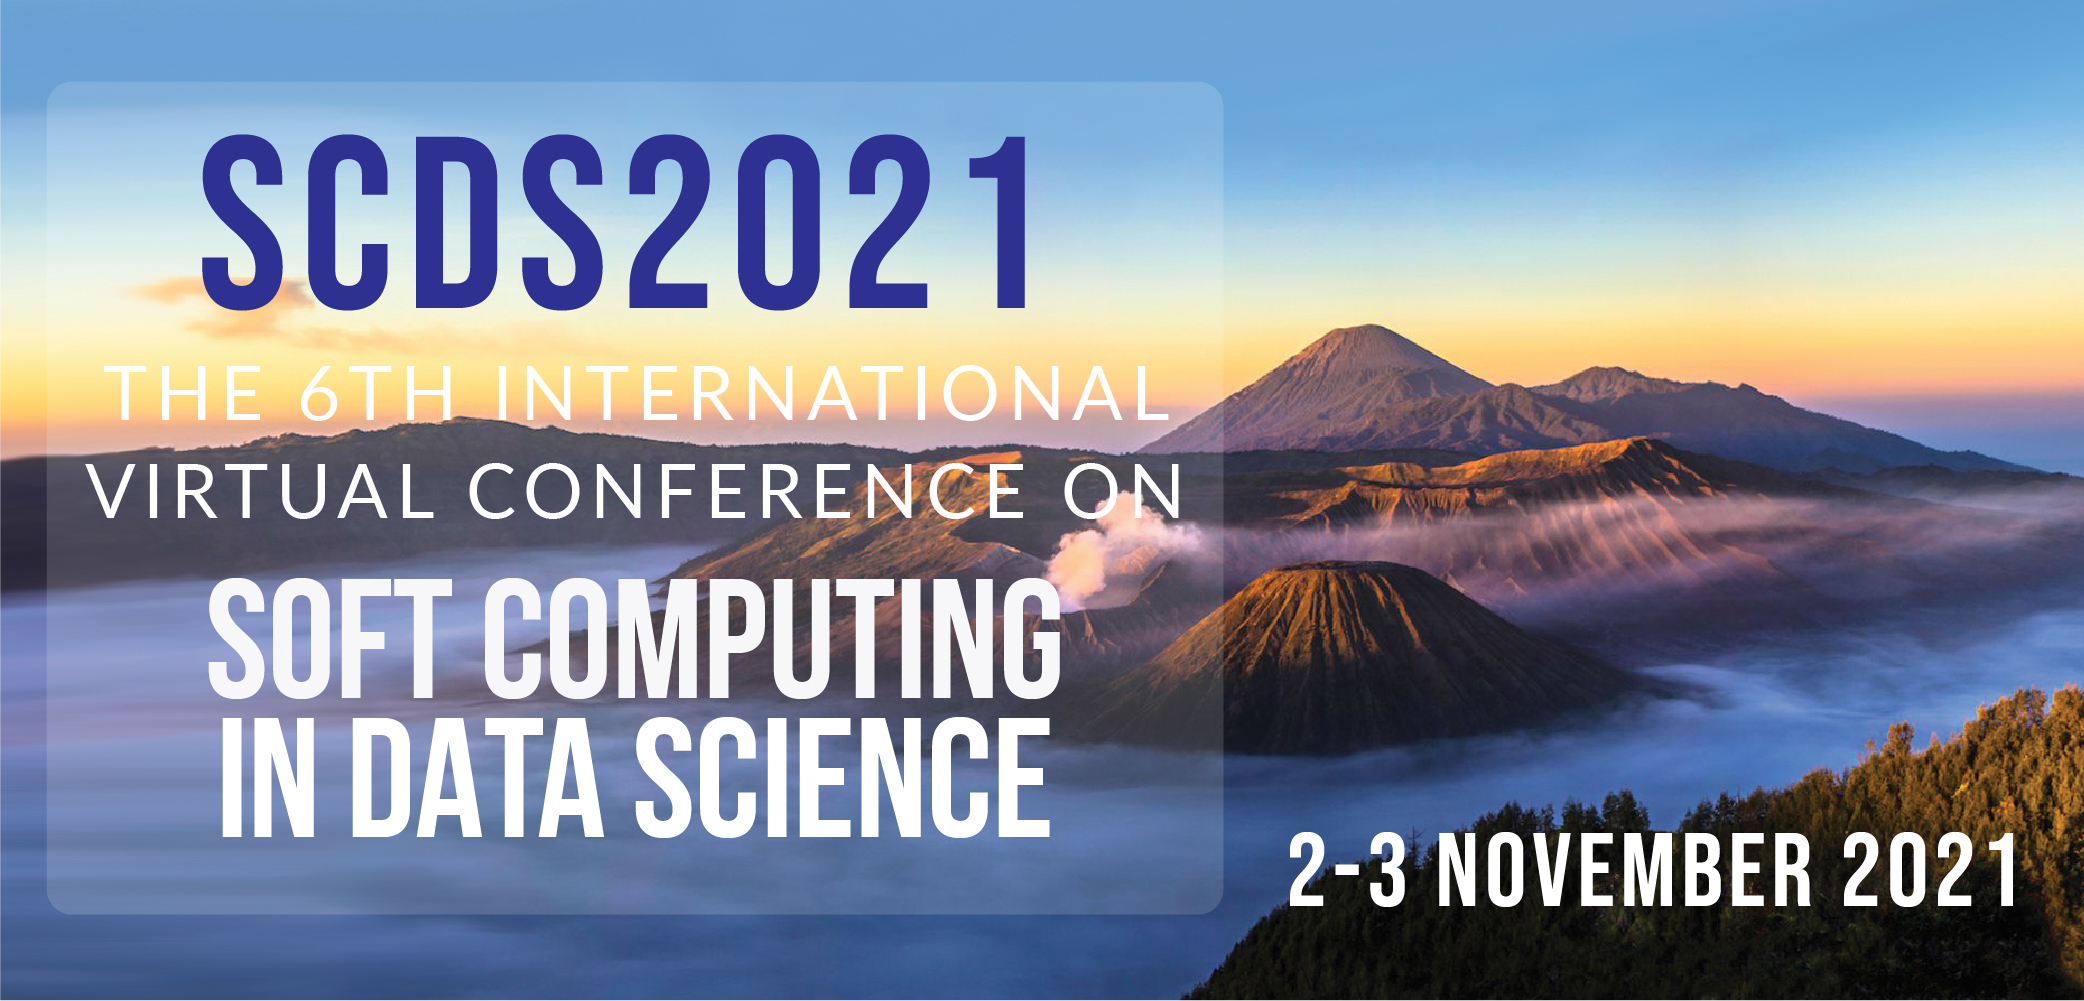 SCDS2021
THE 6TH INTERNATIONAL
VIRTUAL CONFERENCE ON
SOFT COMPUTING
IN DATA SCIENCE
2-3 NOVEMBER 2021